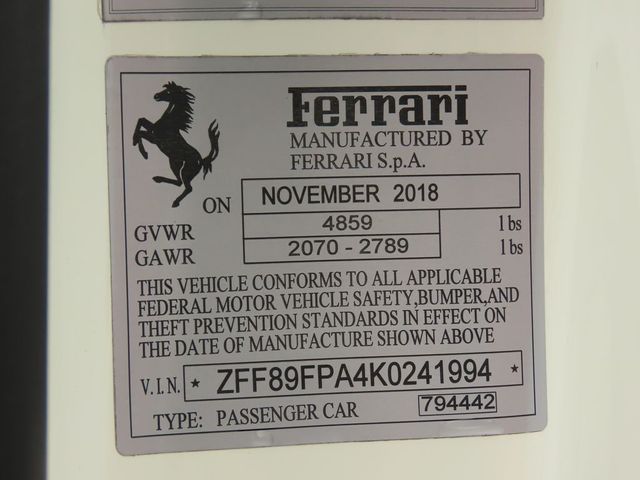 Ferrari
MANUFACTURED BY
FERRARI S.p.A.
ON NOVEMBER 2018
GVWR 4859 lbs
GAWR 2070 - 2789 lbs
THIS VEHICLE CONFORMS TO ALL APPLICABLE
FEDERAL MOTOR VEHICLE SAFETY,BUMPER,AND
THEFT PREVENTION STANDARDS IN EFFECT ON
THE DATE OF MANUFACTURE SHOWN ABOVE
V.I.N. * ZFF89FPA4K0241994 *
TYPE: PASSENGER CAR 794442